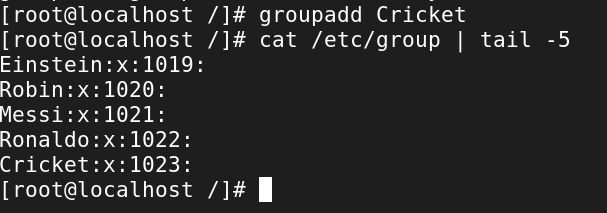 [root@localhost /]# groupadd Cricket
[root@localhost /]# cat /etc/group | tail -5
Einstein:x:1019:
Robin:x:1020:
Messi:x:1021:
Ronaldo:x:1022:
Cricket:x:1023:
[root@localhost /]#